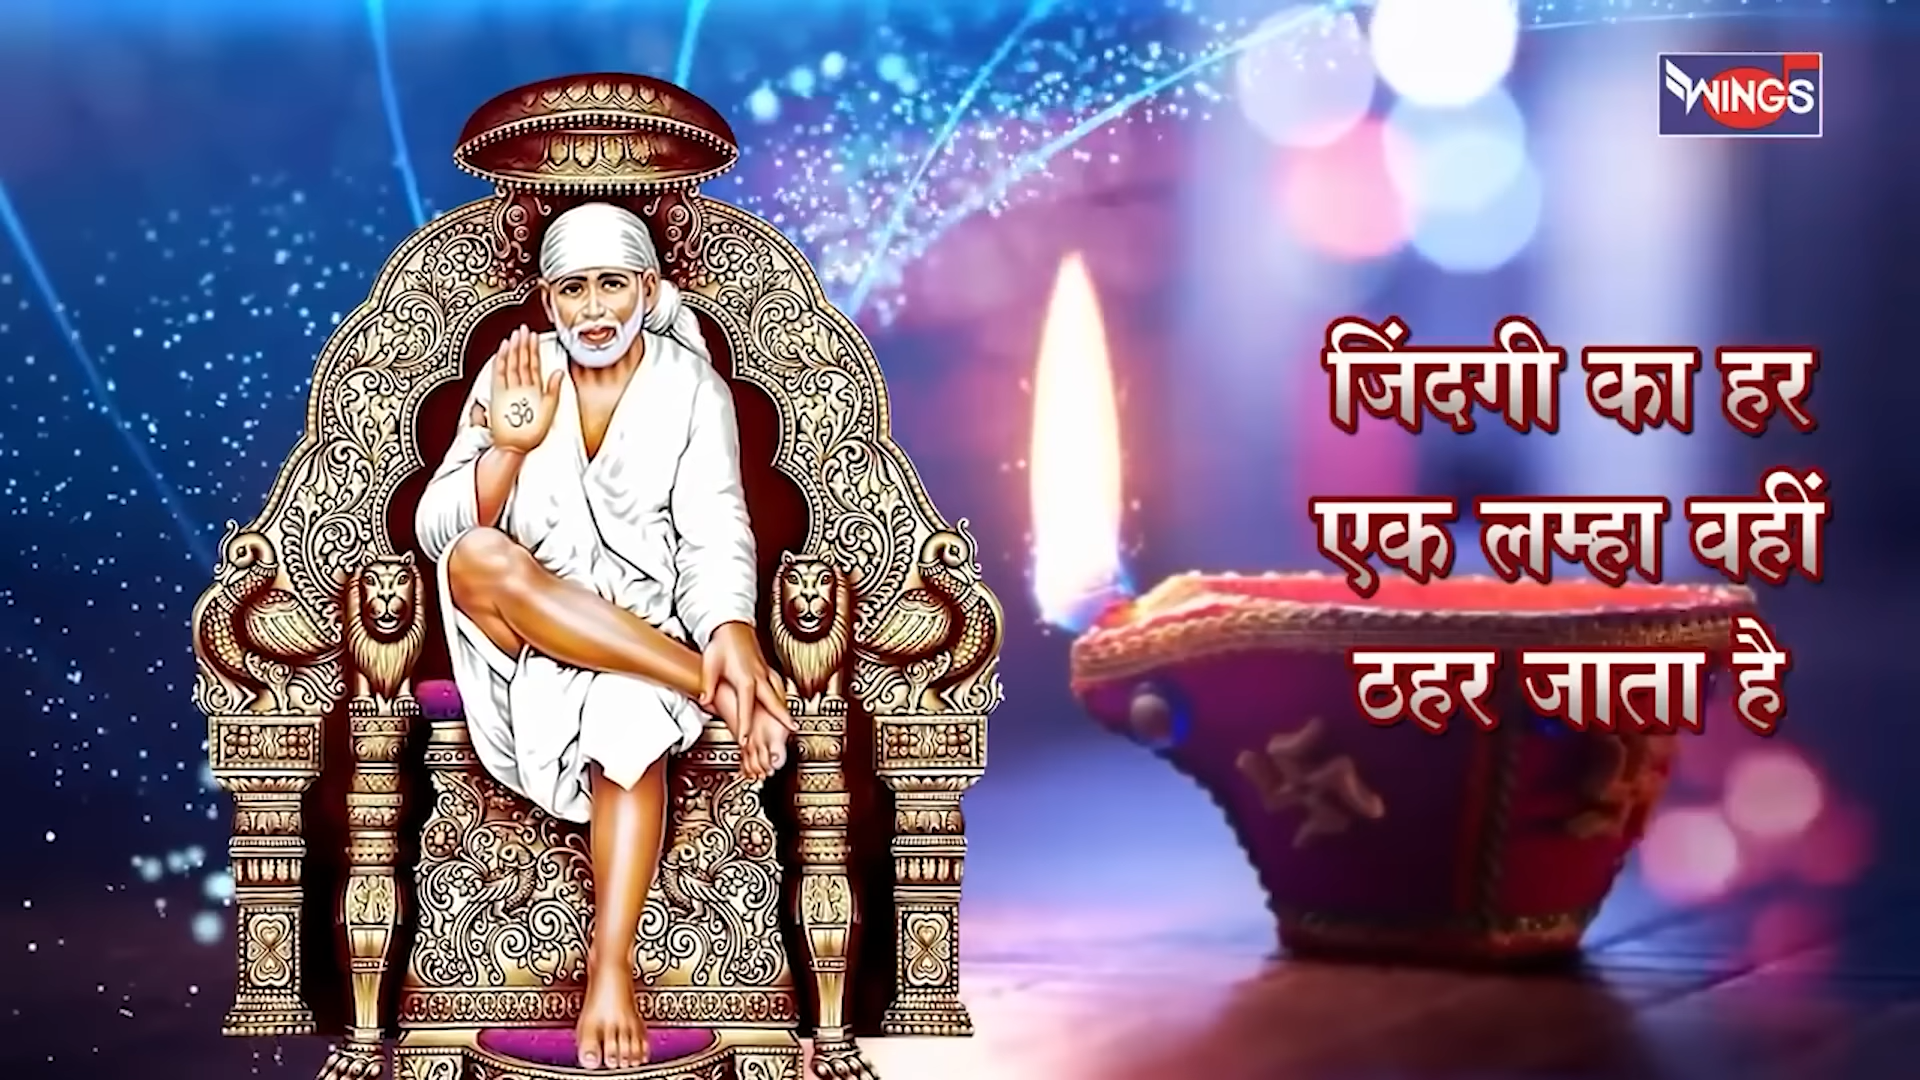 WINGS
जिंदगी का हर
एक लम्हा वहीं
ठहर जाता है
ॐ